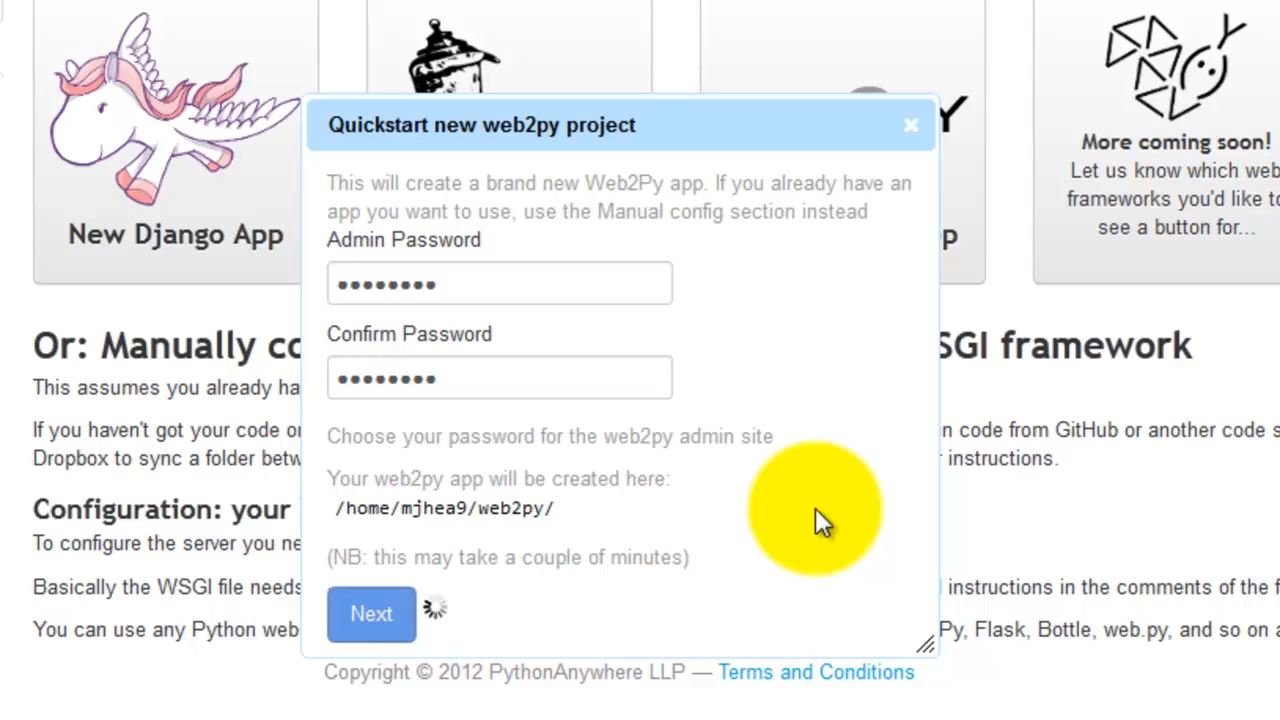 New Django App
p
More coming soon!
Let us know which web
frameworks you'd like to
see a button for...
Quickstart new web2py project
This will create a brand new Web2Py app. If you already have an
app you want to use, use the Manual config section instead
Admin Password
••••••••
Confirm Password
••••••••
Choose your password for the web2py admin site
Your web2py app will be created here:
/home/mjhea9/web2py/
(NB: this may take a couple of minutes)
Next
Or: Manually co
SGI framework
This assumes you already ha
If you haven't got your code on
n code from GitHub or another code s
Dropbox to sync a folder betw
r instructions.
Configuration: your
To configure the server you ne
Basically the WSGI file needs
instructions in the comments of the f
You can use any Python web
Py, Flask, Bottle, web.py, and so on a
Copyright © 2012 PythonAnywhere LLP — Terms and Conditions